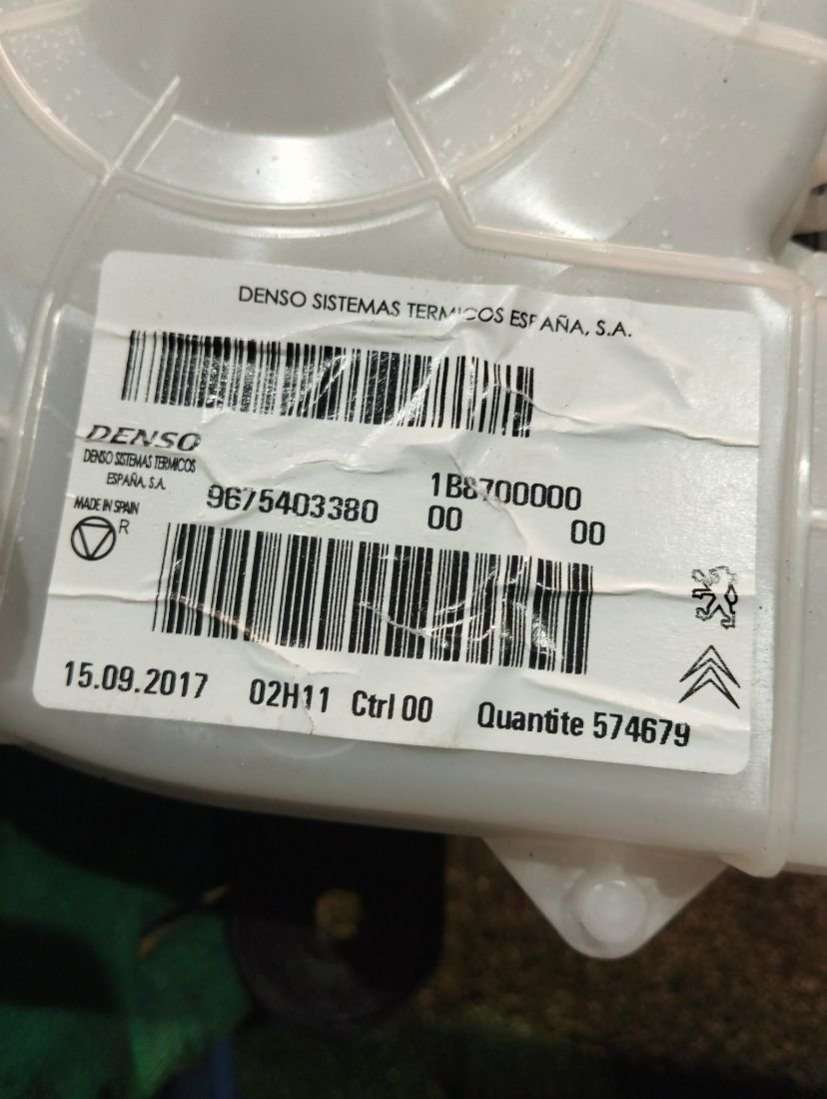 DENSO SISTEMAS TERMICOS ESPAÑA, S.A.
DENSO
DENSO SISTEMAS TERMICOS
ESPAÑA, S.A.
MADE IN SPAIN
R
9675403380
1B8700000
00 00
15.09.2017 02H11 Ctrl 00 Quantite 574679